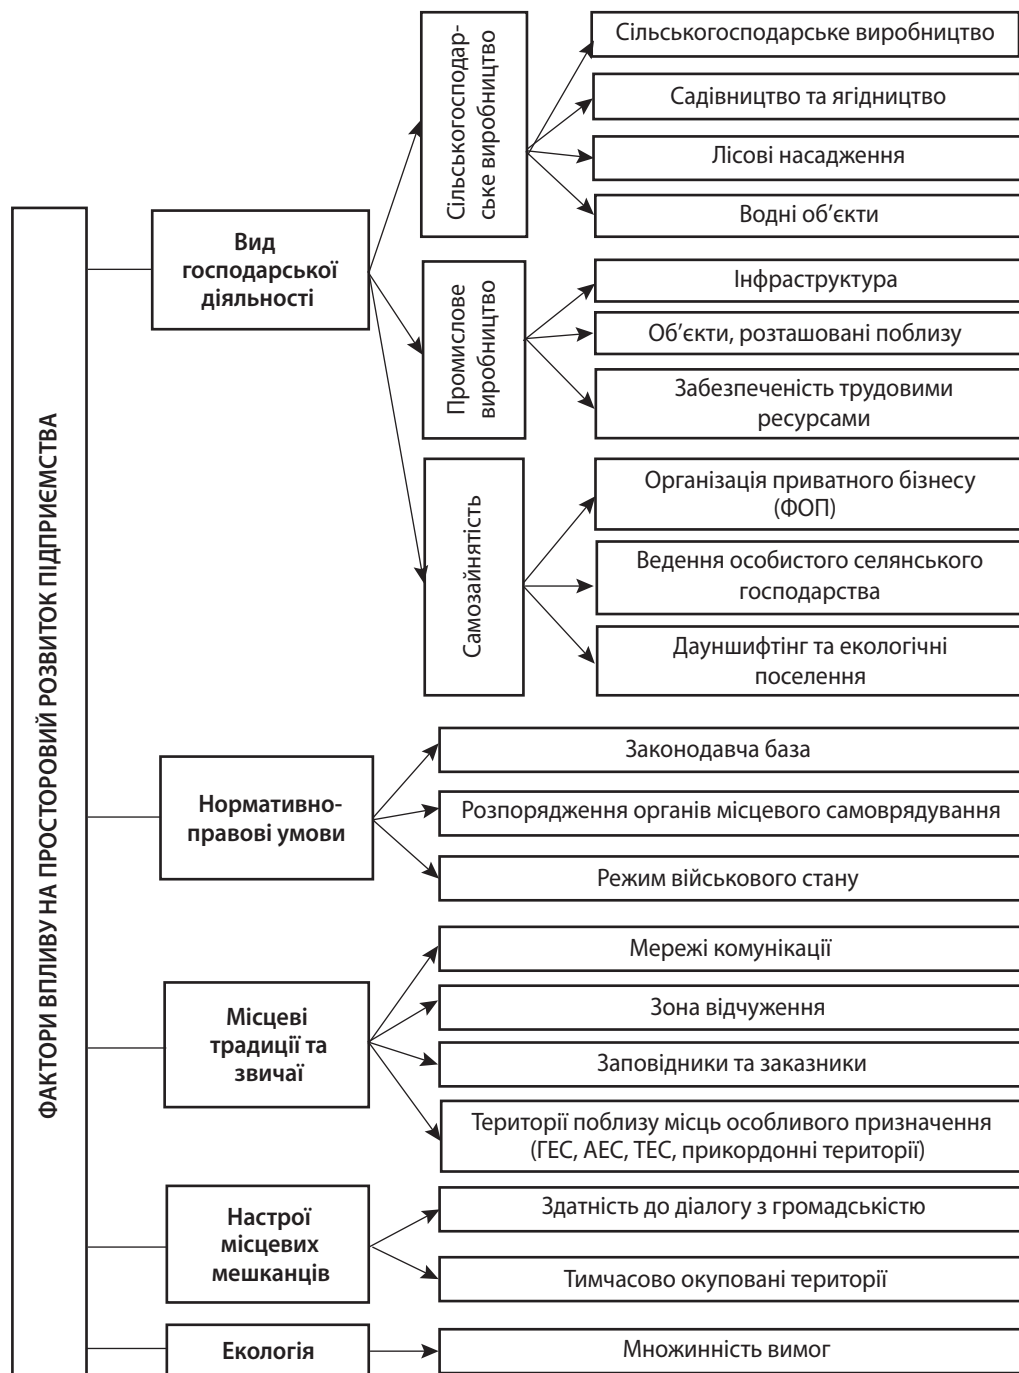 ФАКТОРИ ВПЛИВУ НА ПРОСТОРОВИЙ РОЗВИТОК ПІДПРИЄМСТВА
Вид
господарської
діяльності
Сільськогосподар-
ське виробництво
Сільськогосподарське виробництво
Садівництво та ягідництво
Лісові насадження
Водні об’єкти
Промислове
виробництво
Інфраструктура
Об’єкти, розташовані поблизу
Забезпеченість трудовими
ресурсами
Самозайнятість
Організація приватного бізнесу
(ФОП)
Ведення особистого селянського
господарства
Дауншифтінг та екологічні
поселення
Нормативно-
правові умови
Законодавча база
Розпорядження органів місцевого самоврядування
Режим військового стану
Місцеві
традиції та
звичаї
Мережі комунікації
Зона відчуження
Заповідники та заказники
Території поблизу місць особливого призначення
(ГЕС, АЕС, ТЕС, прикордонні території)
Настрої
місцевих
мешканців
Здатність до діалогу з громадськістю
Тимчасово окуповані території
Екологія
Множинність вимог